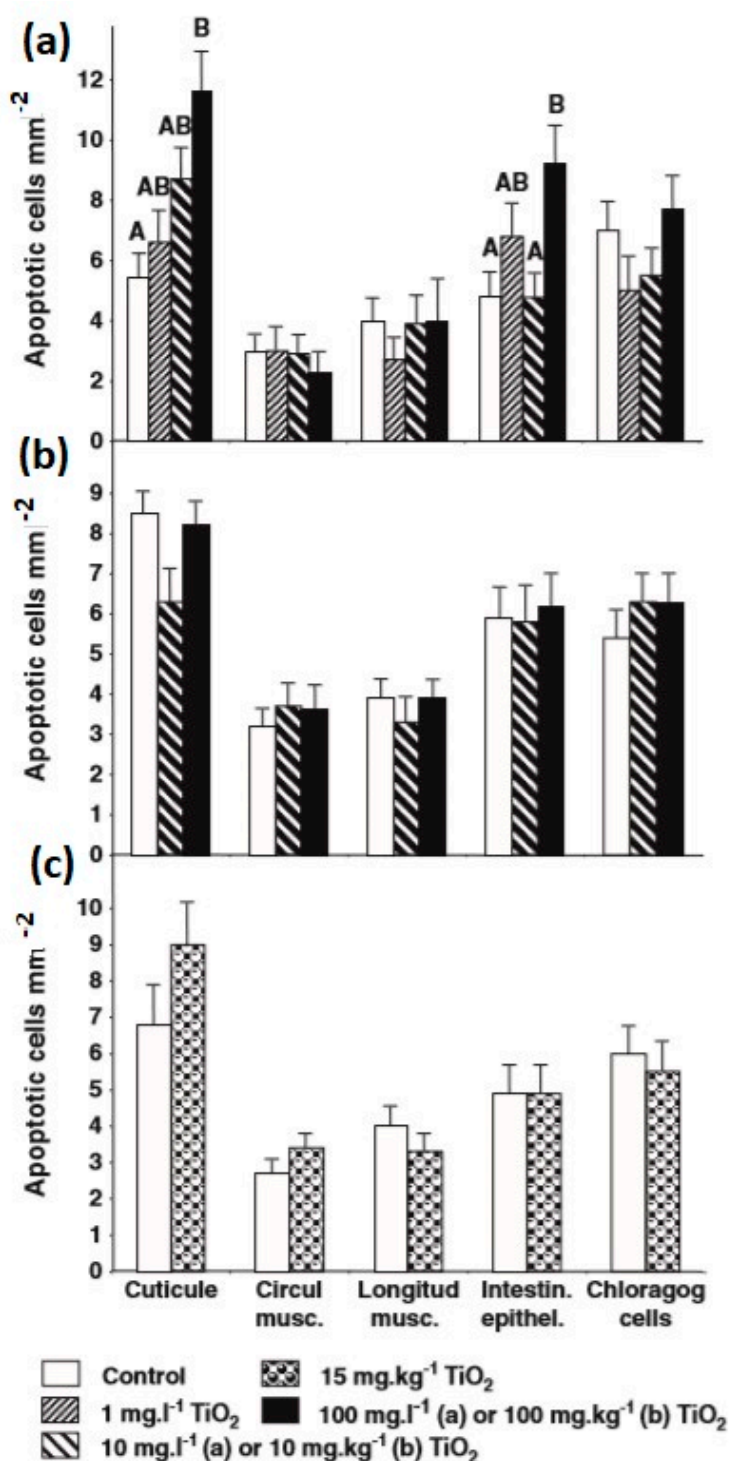 (a)
Apoptotic cells mm -2
12
10
8
6
4
2
0
A
AB
AB
B
A
AB
A
B
(b)
Apoptotic cells mm -2
9
8
7
6
5
4
3
2
1
0
(c)
Apoptotic cells mm -2
10
9
8
7
6
5
4
3
2
1
0
Cuticule
Circul musc.
Longitud musc.
Intestin. epithel.
Chloragog cells
Control
15 mg.kg⁻¹ TiO₂
1 mg.l⁻¹ TiO₂
100 mg.l⁻¹ (a) or 100 mg.kg⁻¹ (b) TiO₂
10 mg.l⁻¹ (a) or 10 mg.kg⁻¹ (b) TiO₂